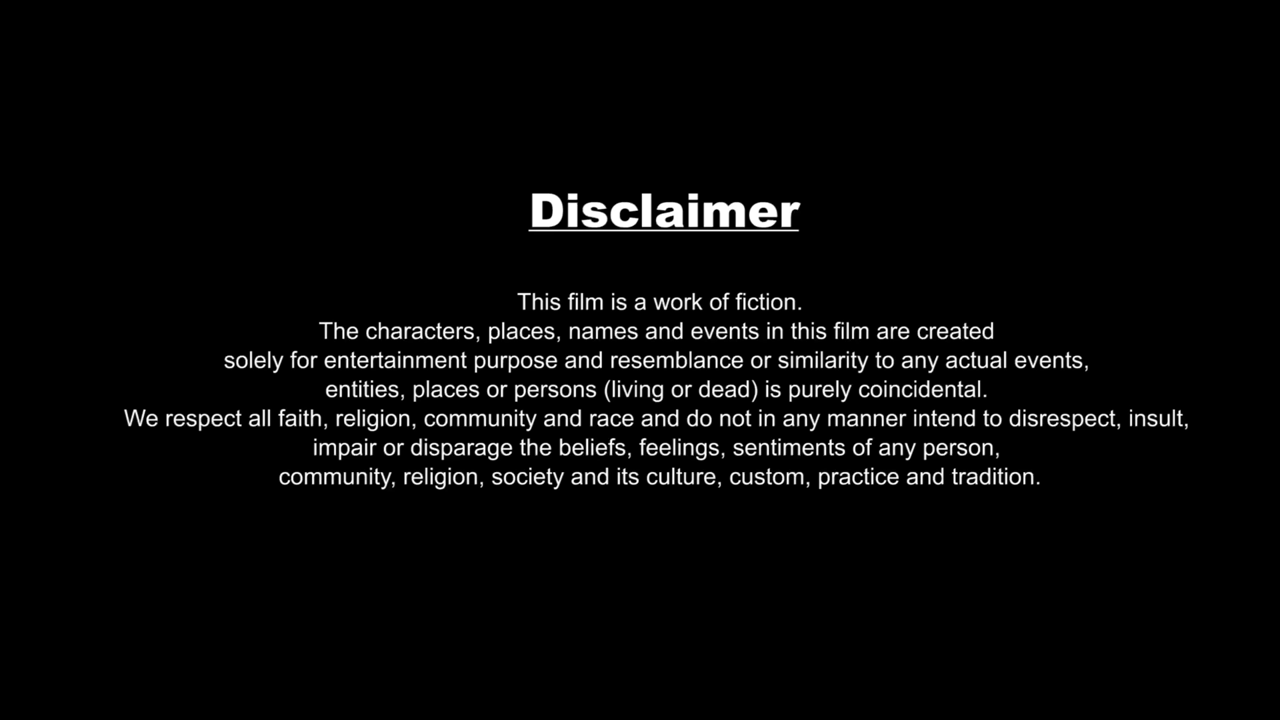 Disclaimer
This film is a work of fiction.
The characters, places, names and events in this film are created
solely for entertainment purpose and resemblance or similarity to any actual events,
entities, places or persons (living or dead) is purely coincidental.
We respect all faith, religion, community and race and do not in any manner intend to disrespect, insult,
impair or disparage the beliefs, feelings, sentiments of any person,
community, religion, society and its culture, custom, practice and tradition.